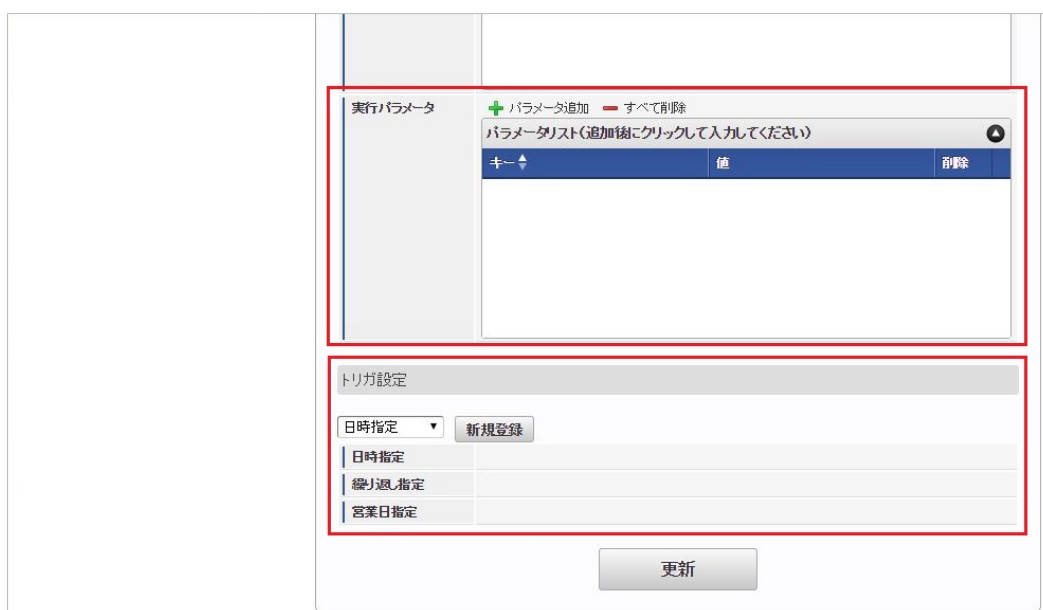 実行パラメータ
パラメータ追加 すべて削除
パラメータリスト(追加後にクリックして入力してください)
キー 値 削除
トリガ設定
日時指定 新規登録
日時指定
繰り返し指定
営業日指定
更新